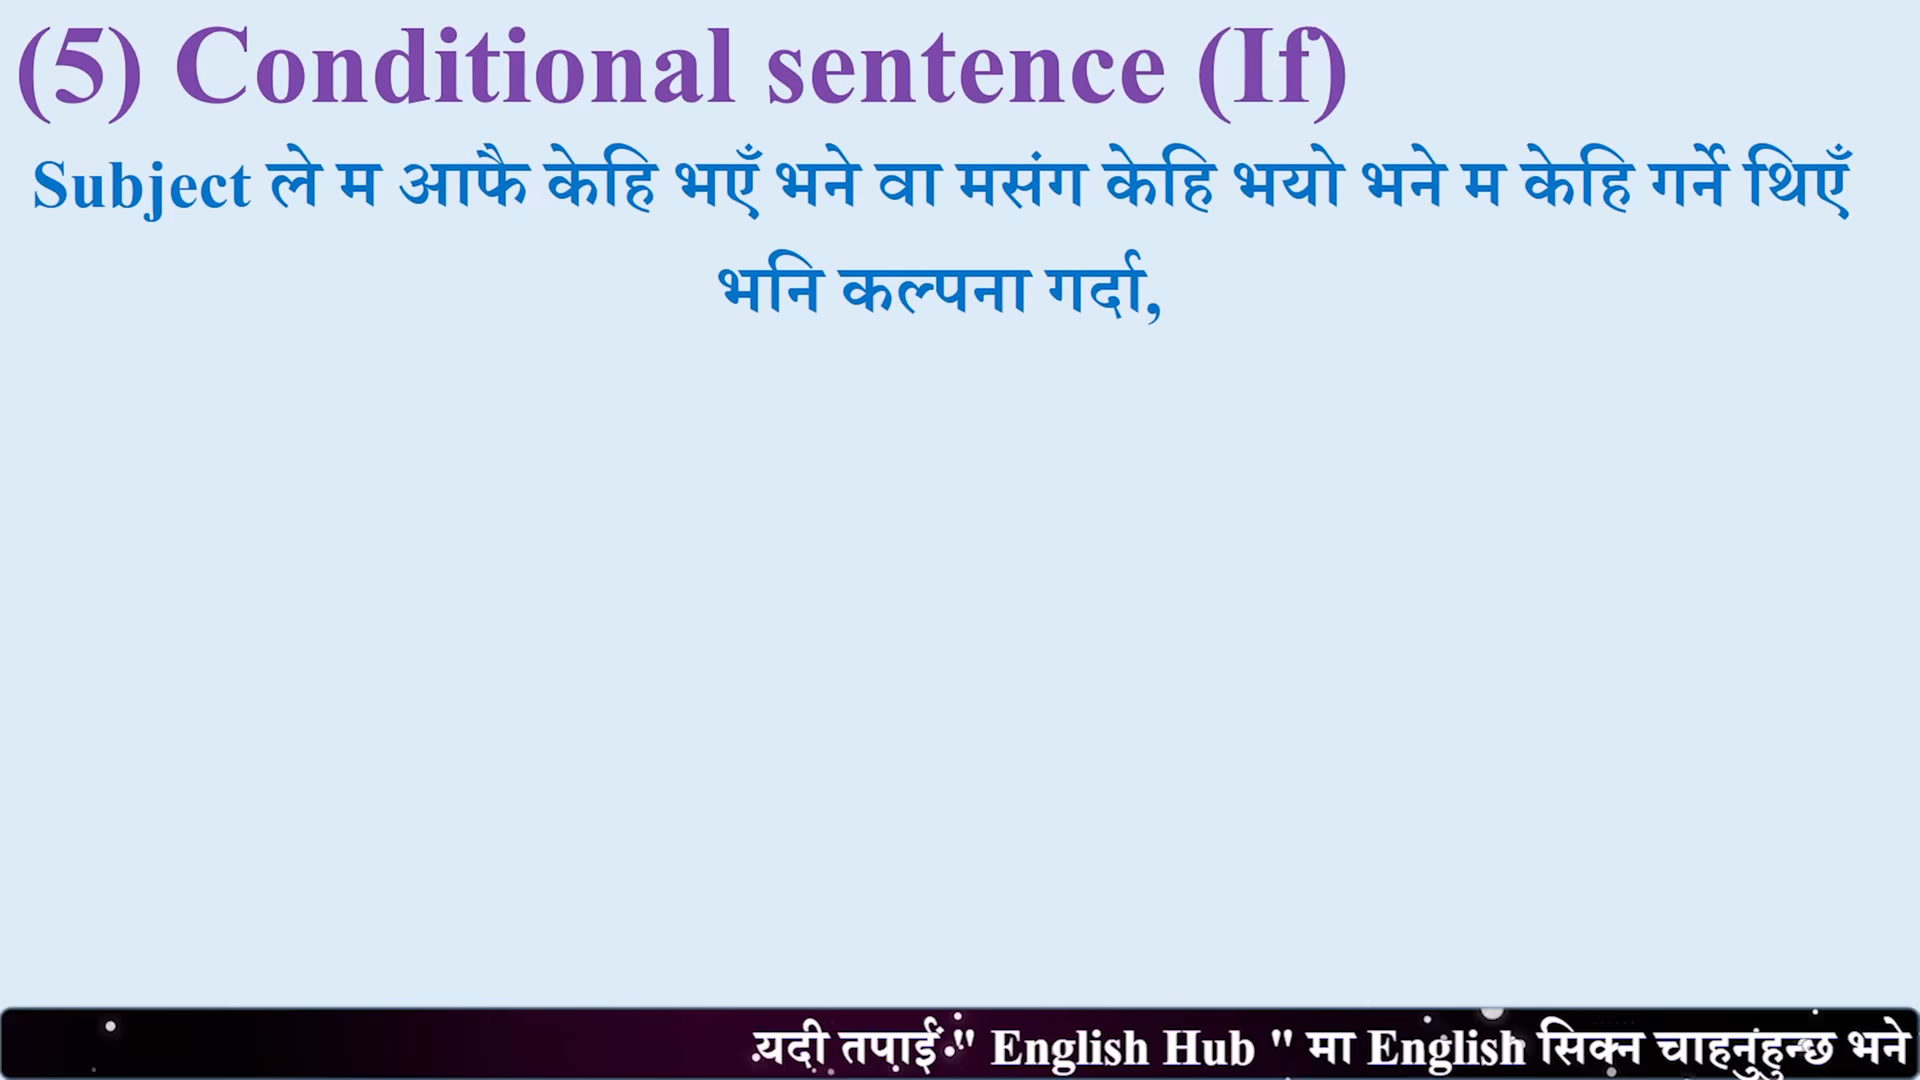 (5) Conditional sentence (If)
Subject ले म आफै केहि भएँ भने वा मसंग केहि भयो भने म केहि गर्ने थिएँ
भनि कल्पना गर्दा,
यदी तपाईं " English Hub " मा English सिक्न चाहनुंहुन्छ भने